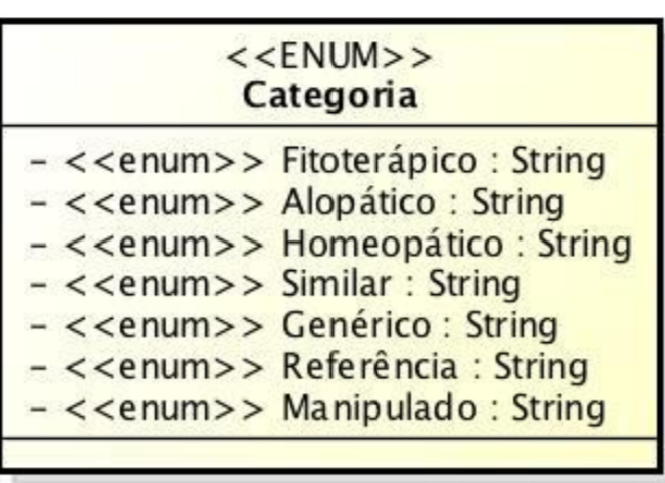 <<ENUM>>
Categoria
- <<enum>> Fitoterápico : String
- <<enum>> Alopático : String
- <<enum>> Homeopático : String
- <<enum>> Similar : String
- <<enum>> Genérico : String
- <<enum>> Referência : String
- <<enum>> Manipulado : String